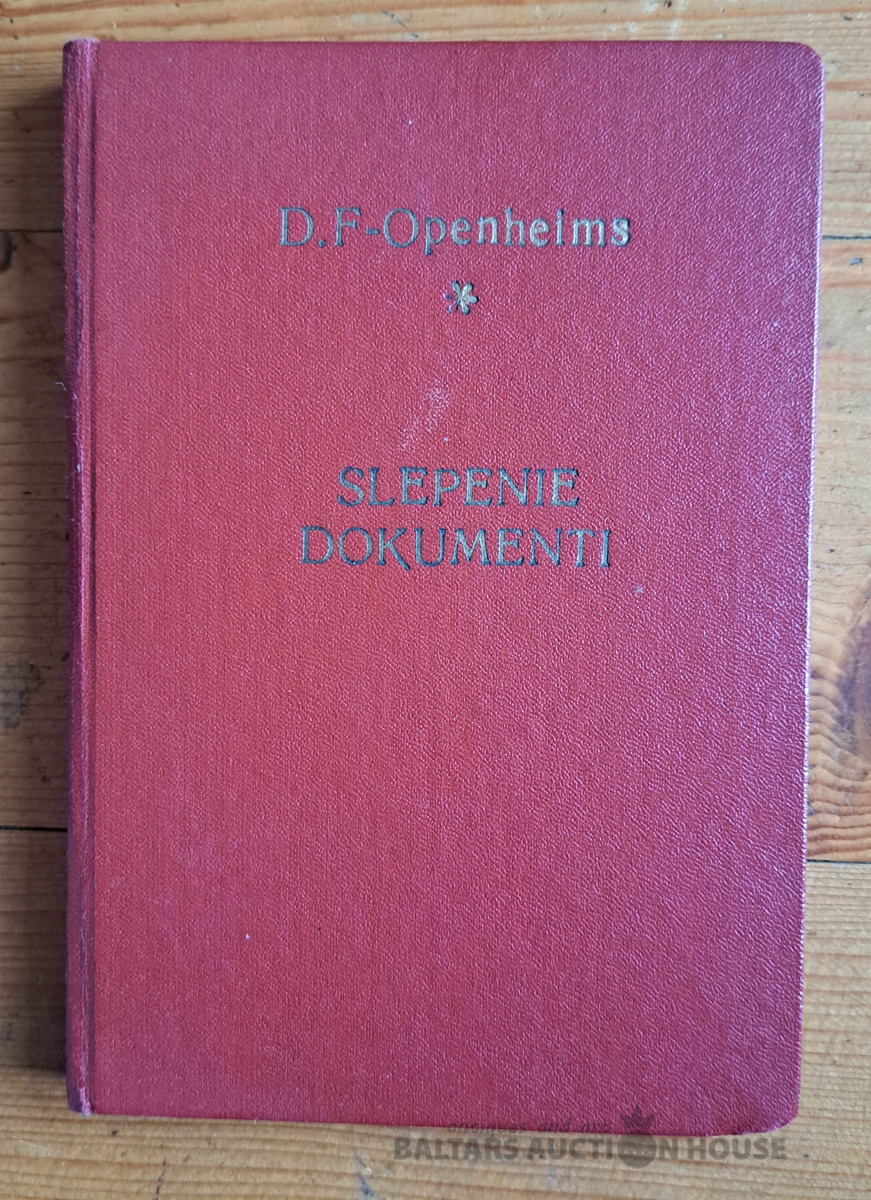 D.F-Openheims
*
SLEPENIE
DOKUMENTI
BALTARS AUCTION HOUSE